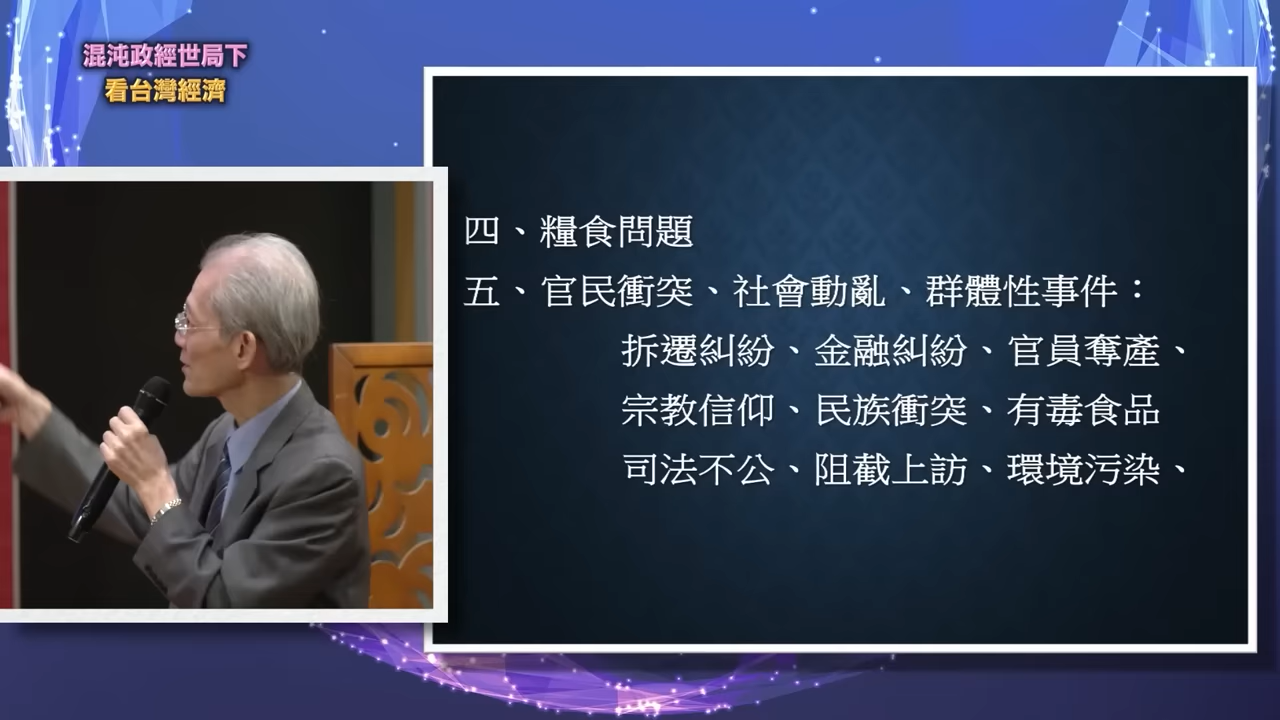 混沌政經世局下
看台灣經濟
四、糧食問題
五、官民衝突、社會動亂、群體性事件：
拆遷糾紛、金融糾紛、官員奪產、
宗教信仰、民族衝突、有毒食品
司法不公、阻截上訪、環境污染、